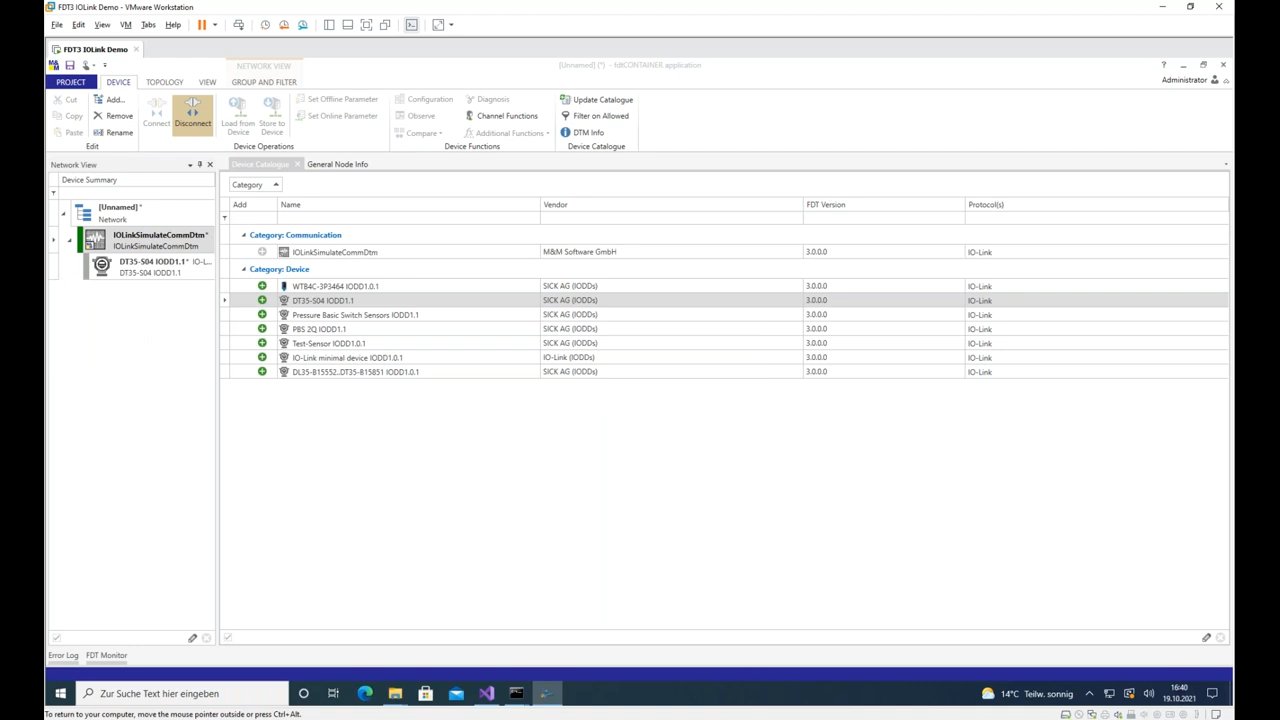 FDT3 IOLink Demo - VMware Workstation
File Edit View VM Tabs Help
FDT3 IOLink Demo
NETWORK VIEW [Unnamed] (*) - fdtCONTAINER application
PROJECT DEVICE TOPOLOGY VIEW GROUP AND FILTER Administrator
Cut Add... Set Offline Parameter Configuration Diagnosis Update Catalogue
Copy Remove Connect Disconnect Load from Device Store to Device Set Online Parameter Observe Channel Functions Filter on Allowed
Paste Rename Compare Additional Functions DTM Info
Edit Device Operations Device Functions Device Catalogue
Network View Device Catalogue General Node Info
Device Summary
Category
Add Name Vendor FDT Version Protocol(s)
[Unnamed]*
Network
IOLinkSimulateCommDtm*
IOLinkSimulateCommDtm
DT35-S04 IODD1.1* IO-L...
DT35-S04 IODD1.1
Category: Communication
IOLinkSimulateCommDtm M&M Software GmbH 3.0.0.0 IO-Link
Category: Device
WTB4C-3P3464 IODD1.0.1 SICK AG (IODDs) 3.0.0.0 IO-Link
DT35-S04 IODD1.1 SICK AG (IODDs) 3.0.0.0 IO-Link
Pressure Basic Switch Sensors IODD1.0.1 SICK AG (IODDs) 3.0.0.0 IO-Link
PBS 2Q IODD1.1 SICK AG (IODDs) 3.0.0.0 IO-Link
Test-Sensor IODD1.0.1 SICK AG (IODDs) 3.0.0.0 IO-Link
IO-Link minimal device IODD1.0.1 IO-Link (IODDs) 3.0.0.0 IO-Link
DL35-B15552..DT35-B15851 IODD1.0.1 SICK AG (IODDs) 3.0.0.0 IO-Link
Error Log FDT Monitor
Zur Suche Text hier eingeben 14°C Teilw. sonnig 16:40
19.10.2021
To return to your computer, move the mouse pointer outside or press Ctrl+Alt.